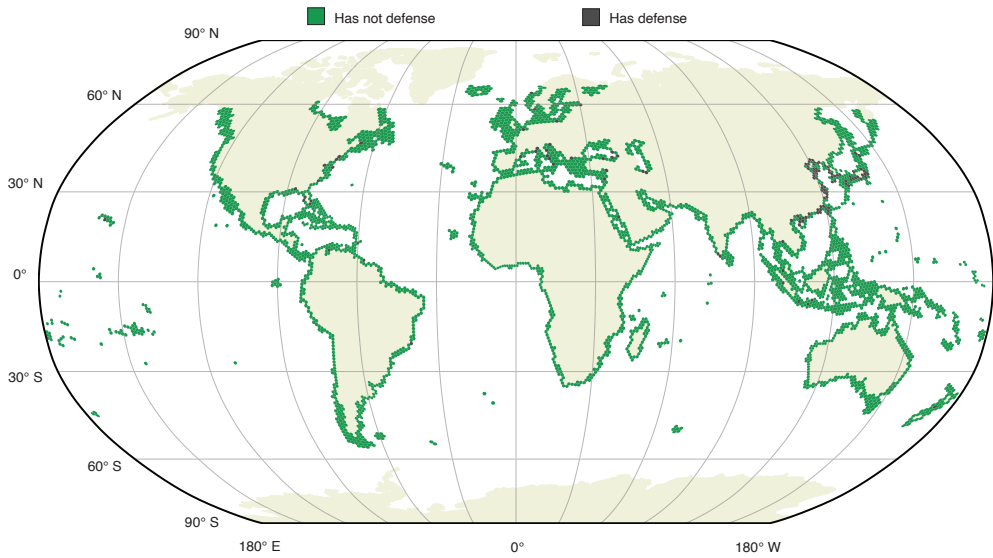 Has not defense
Has defense
90° N
60° N
30° N
0°
30° S
60° S
90° S
180° E
0°
180° W